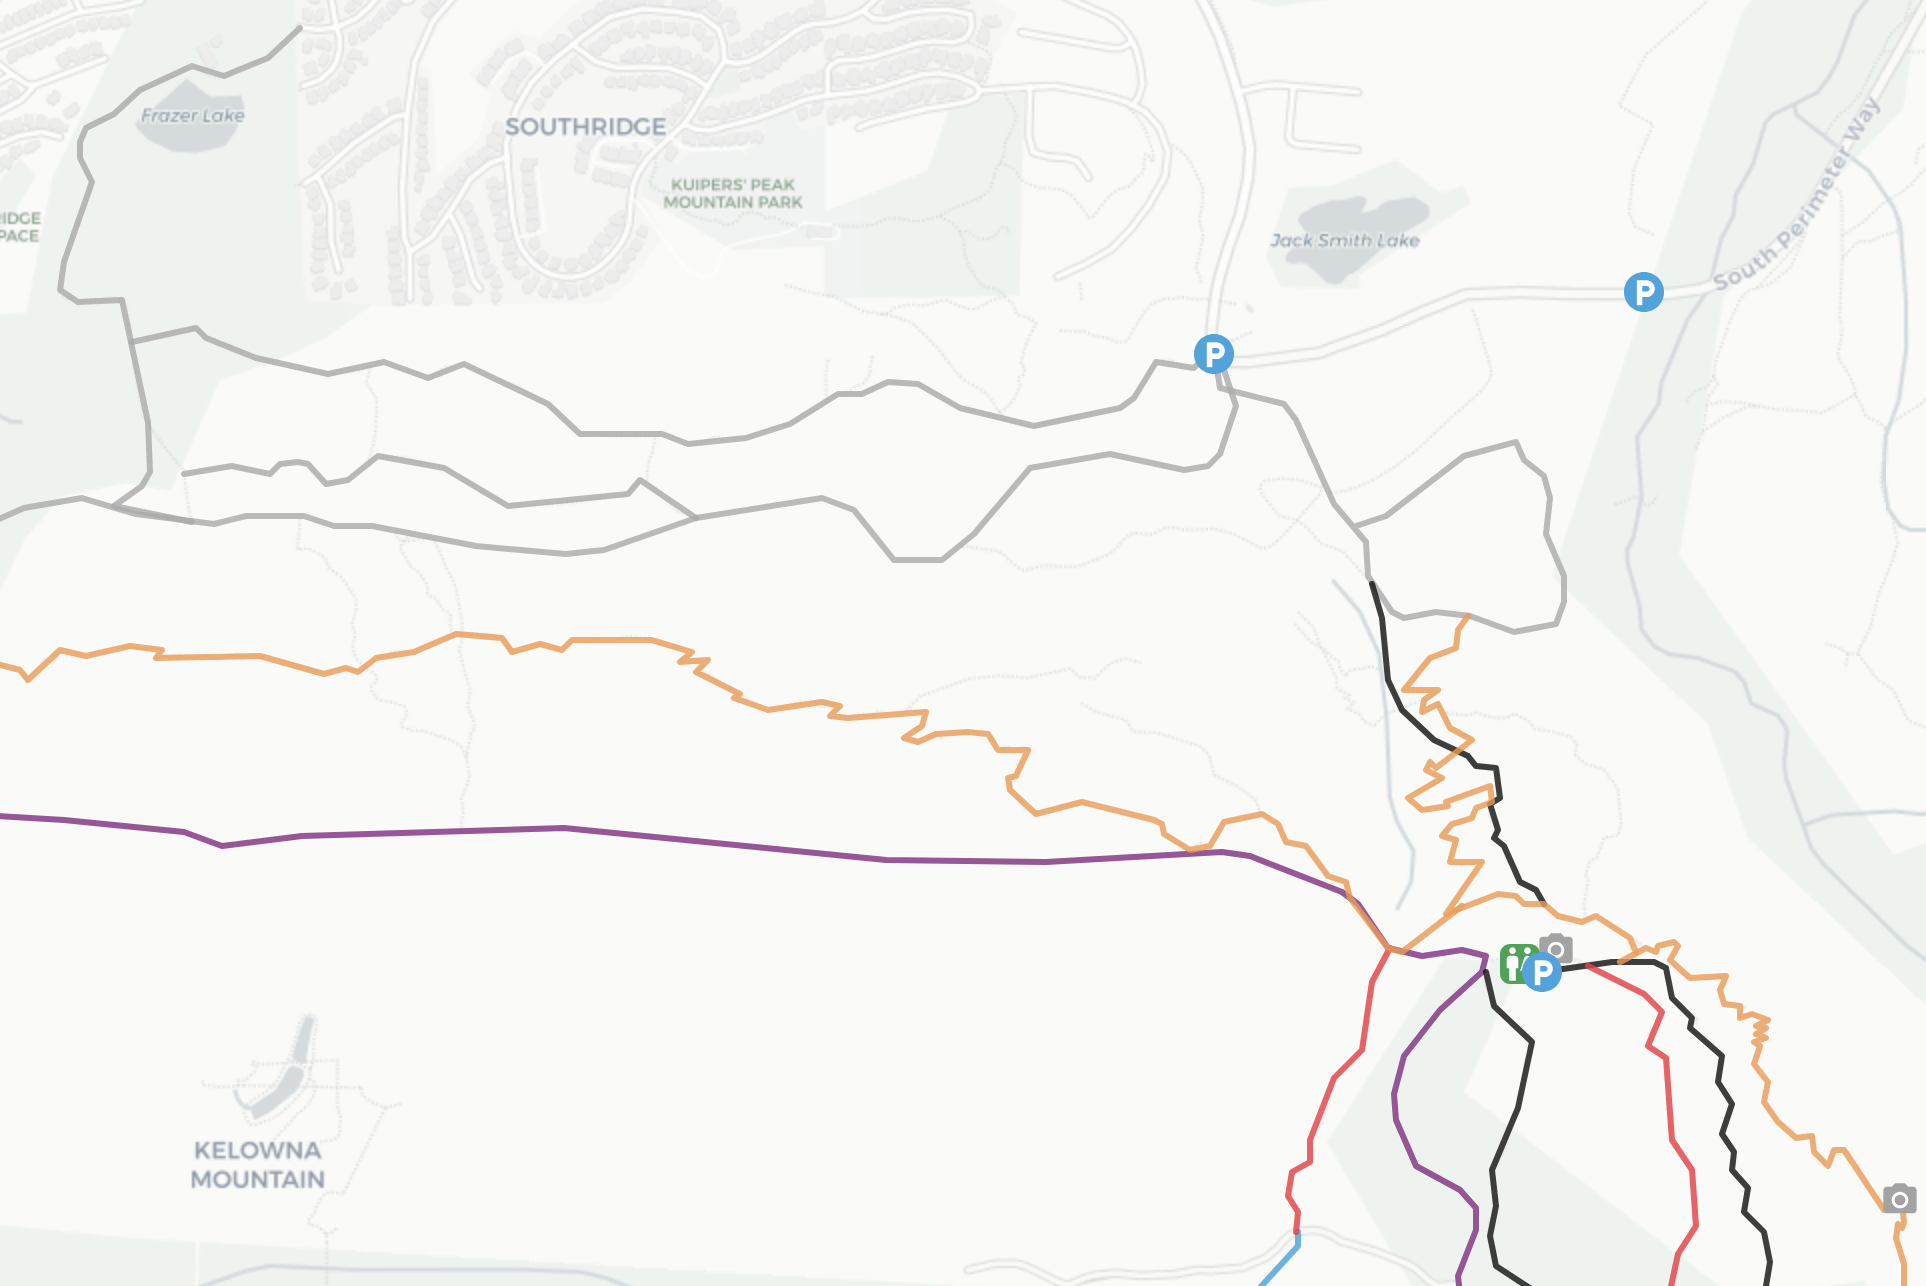 Frazer Lake
SOUTHRIDGE
KUIPERS' PEAK
MOUNTAIN PARK
IDGE
PACE
Jack Smith Lake
South Perimeter Way
P
P
P
KELOWNA
MOUNTAIN